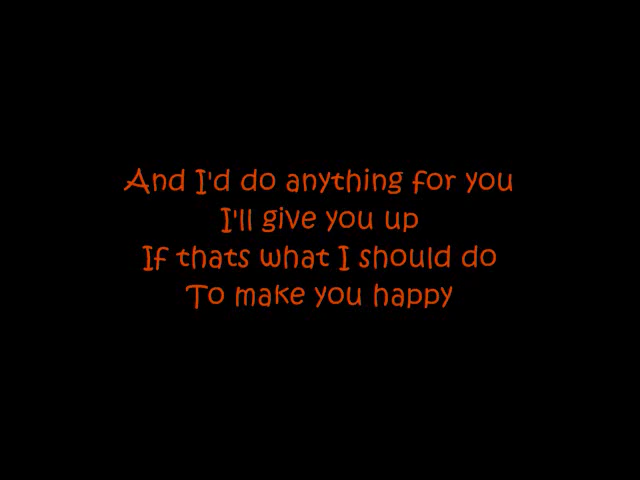 And I'd do anything for you
I'll give you up
If thats what I should do
To make you happy